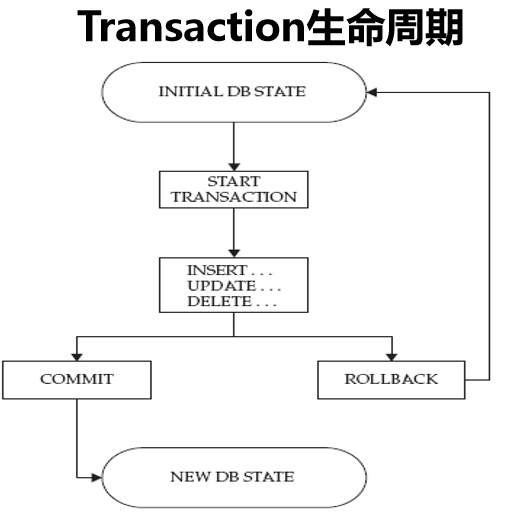 Transaction生命周期
INITIAL DB STATE
START
TRANSACTION
INSERT . . .
UPDATE . . .
DELETE . . .
COMMIT
ROLLBACK
NEW DB STATE